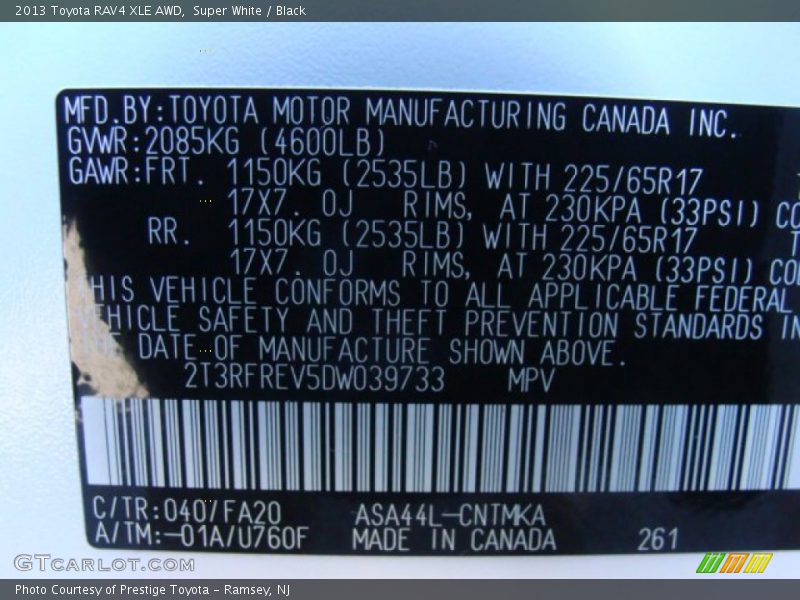 2013 Toyota RAV4 XLE AWD,  Super White / Black
MFD.BY:TOYOTA MOTOR MANUFACTURING CANADA INC.
GVWR:2085KG (4600LB)
GAWR:FRT. 1150KG (2535LB) WITH 225/65R17
17X7. 0J RIMS, AT 230KPA (33PSI)
RR. 1150KG (2535LB) WITH 225/65R17
17X7. 0J RIMS, AT 230KPA (33PSI)
HIS VEHICLE CONFORMS TO ALL APPLICABLE FEDERAL
HICLE SAFETY AND THEFT PREVENTION STANDARDS IN
DATE OF MANUFACTURE SHOWN ABOVE.
2T3RFREV5DW039733 MPV
C/TR:040/FA20 ASA44L-CNTMKA
A/TM:-01A/U760F MADE IN CANADA 261
GTCARLOT.COM
Photo Courtesy of Prestige Toyota - Ramsey, NJ